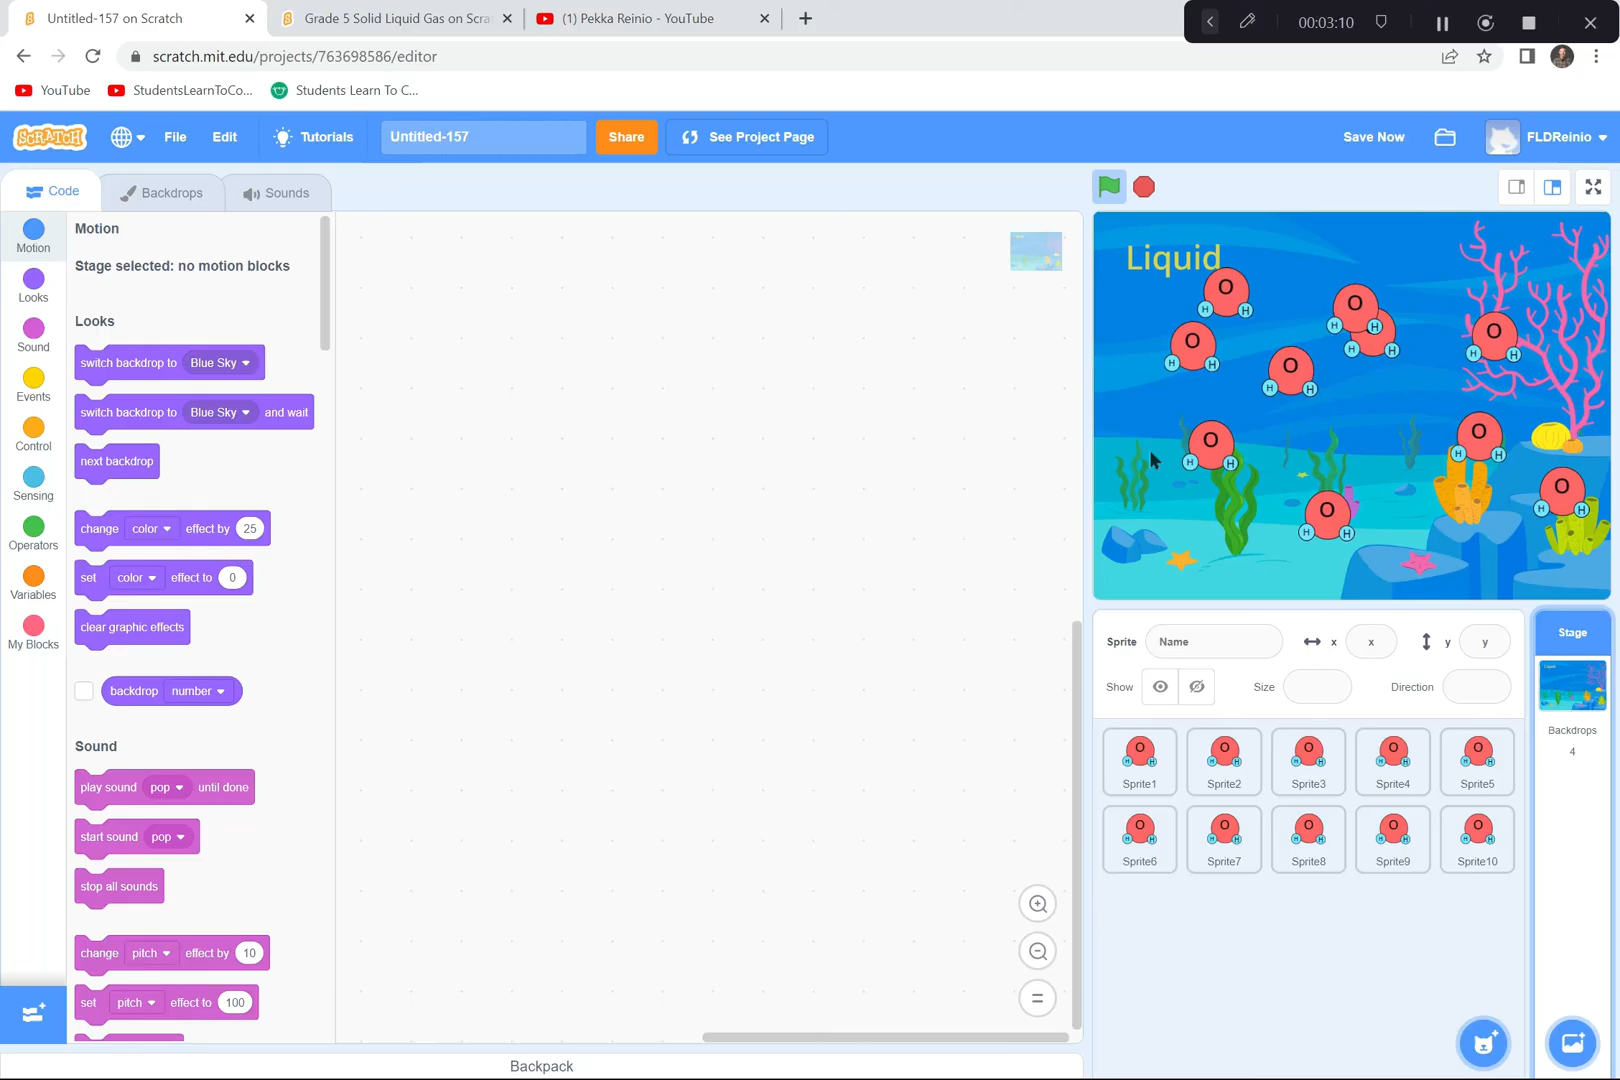 Untitled-157 on Scratch
Grade 5 Solid Liquid Gas on Scra
(1) Pekka Reinio - YouTube
00:03:10
scratch.mit.edu/projects/763698586/editor
YouTube
StudentsLearnToCo...
Students Learn To C...
SCRATCH
File
Edit
Tutorials
Untitled-157
Share
See Project Page
Save Now
FLDReinio
Code
Backdrops
Sounds
Motion
Looks
Sound
Events
Control
Sensing
Operators
Variables
My Blocks
Motion
Stage selected: no motion blocks
Looks
switch backdrop to Blue Sky
switch backdrop to Blue Sky and wait
next backdrop
change color effect by 25
set color effect to 0
clear graphic effects
backdrop number
Sound
play sound pop until done
start sound pop
stop all sounds
change pitch effect by 10
set pitch effect to 100
Backpack
Liquid
O
H H
O
H H
O
H H
O
H H
O
H H
O
H H
O
H H
O
H H
O
H H
H H
Sprite Name x x y y
Show Size Direction
O
H H
O
H H
O
H H
O
H H
O
H H
Sprite1 Sprite2 Sprite3 Sprite4 Sprite5
O
H H
O
H H
O
H H
O
H H
O
H H
Sprite6 Sprite7 Sprite8 Sprite9 Sprite10
Stage
Liquid
Backdrops
4